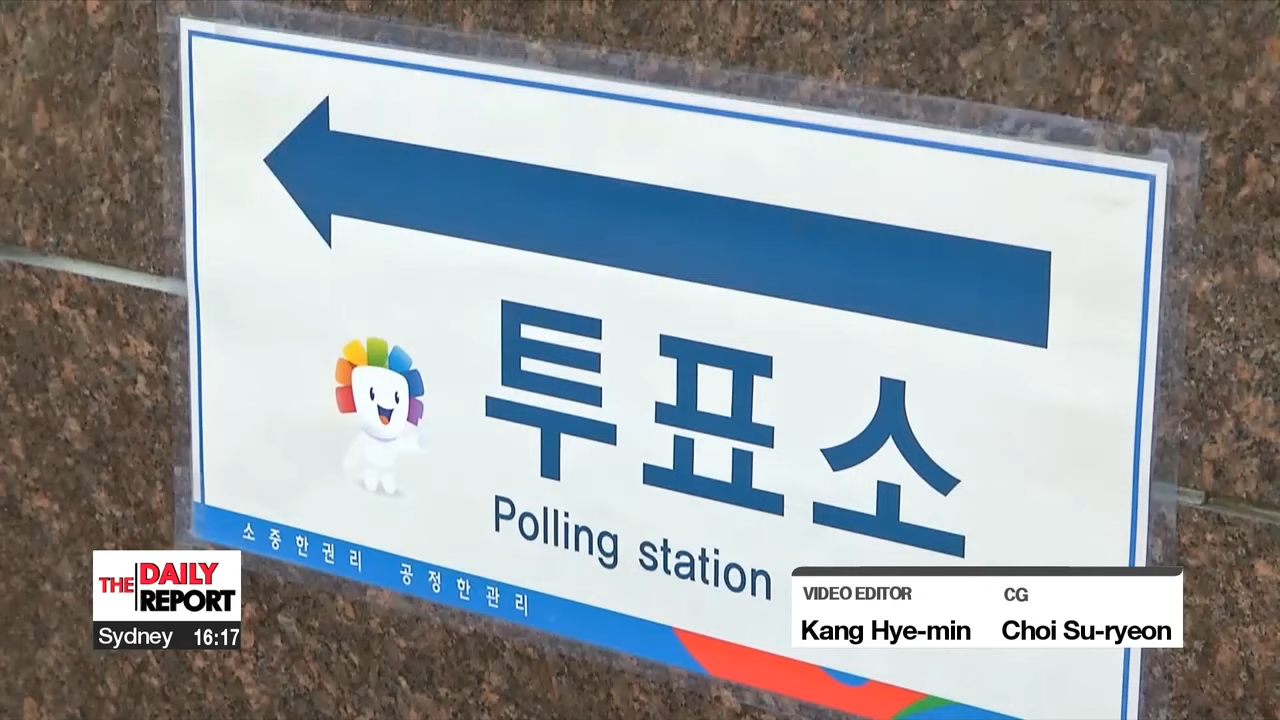 투표소
Polling station
소중한권리 공정한관리
THE DAILY REPORT
Sydney 16:17
VIDEO EDITOR CG
Kang Hye-min Choi Su-ryeon